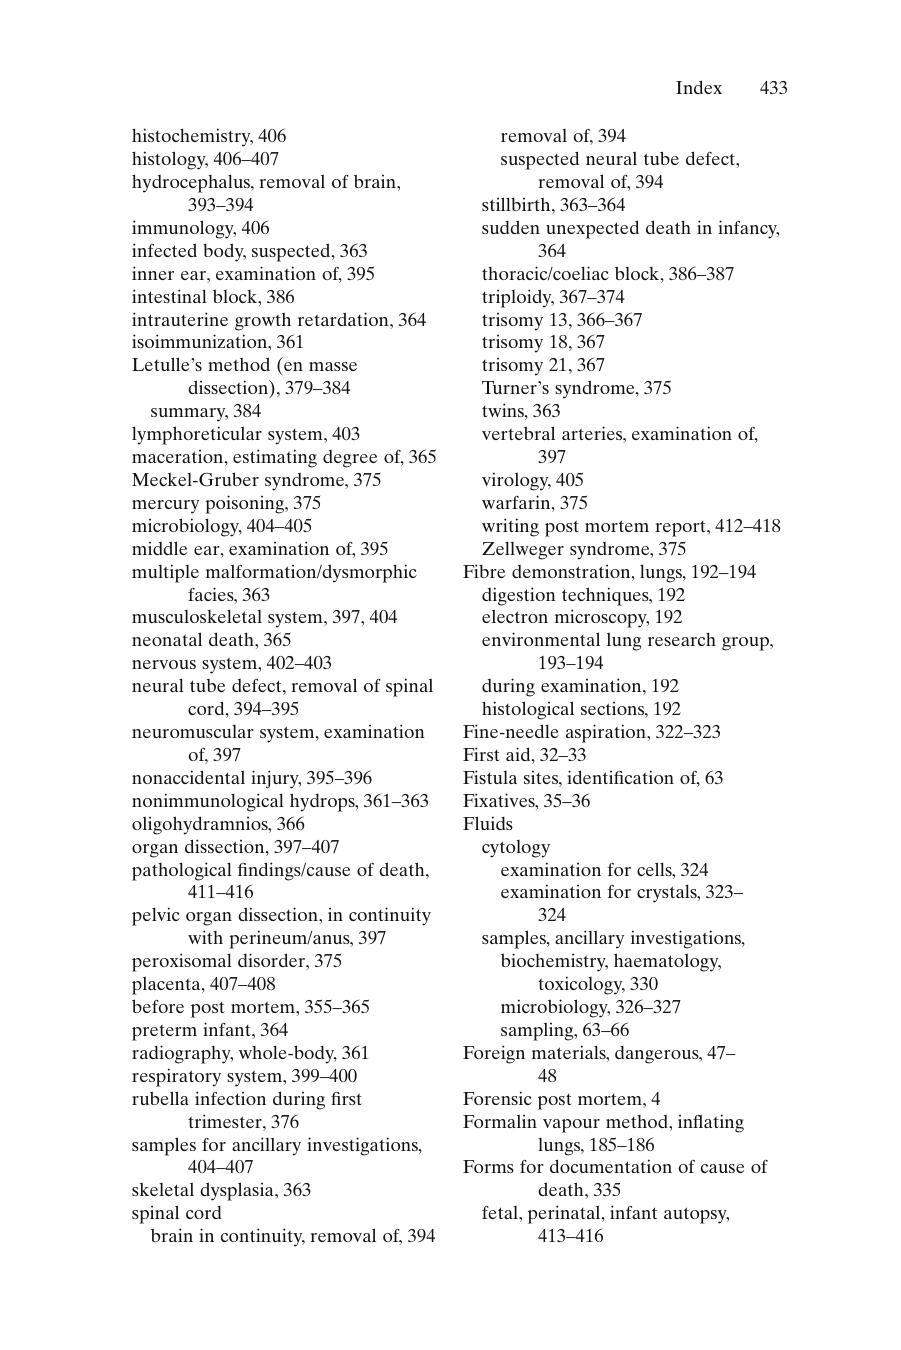 Index 433
histochemistry, 406
histology, 406–407
hydrocephalus, removal of brain,
393–394
immunology, 406
infected body, suspected, 363
inner ear, examination of, 395
intestinal block, 386
intrauterine growth retardation, 364
isoimmunization, 361
Letulle’s method (en masse
dissection), 379–384
summary, 384
lymphoreticular system, 403
maceration, estimating degree of, 365
Meckel-Gruber syndrome, 375
mercury poisoning, 375
microbiology, 404–405
middle ear, examination of, 395
multiple malformation/dysmorphic
facies, 363
musculoskeletal system, 397, 404
neonatal death, 365
nervous system, 402–403
neural tube defect, removal of spinal
cord, 394–395
neuromuscular system, examination
of, 397
nonaccidental injury, 395–396
nonimmunological hydrops, 361–363
oligohydramnios, 366
organ dissection, 397–407
pathological findings/cause of death,
411–416
pelvic organ dissection, in continuity
with perineum/anus, 397
peroxisomal disorder, 375
placenta, 407–408
before post mortem, 355–365
preterm infant, 364
radiography, whole-body, 361
respiratory system, 399–400
rubella infection during first
trimester, 376
samples for ancillary investigations,
404–407
skeletal dysplasia, 363
spinal cord
brain in continuity, removal of, 394
removal of, 394
suspected neural tube defect,
removal of, 394
stillbirth, 363–364
sudden unexpected death in infancy,
364
thoracic/coeliac block, 386–387
triploidy, 367–374
trisomy 13, 366–367
trisomy 18, 367
trisomy 21, 367
Turner’s syndrome, 375
twins, 363
vertebral arteries, examination of,
397
virology, 405
warfarin, 375
writing post mortem report, 412–418
Zellweger syndrome, 375
Fibre demonstration, lungs, 192–194
digestion techniques, 192
electron microscopy, 192
environmental lung research group,
193–194
during examination, 192
histological sections, 192
Fine-needle aspiration, 322–323
First aid, 32–33
Fistula sites, identification of, 63
Fixatives, 35–36
Fluids
cytology
examination for cells, 324
examination for crystals, 323–
324
samples, ancillary investigations,
biochemistry, haematology,
toxicology, 330
microbiology, 326–327
sampling, 63–66
Foreign materials, dangerous, 47–
48
Forensic post mortem, 4
Formalin vapour method, inflating
lungs, 185–186
Forms for documentation of cause of
death, 335
fetal, perinatal, infant autopsy,
413–416